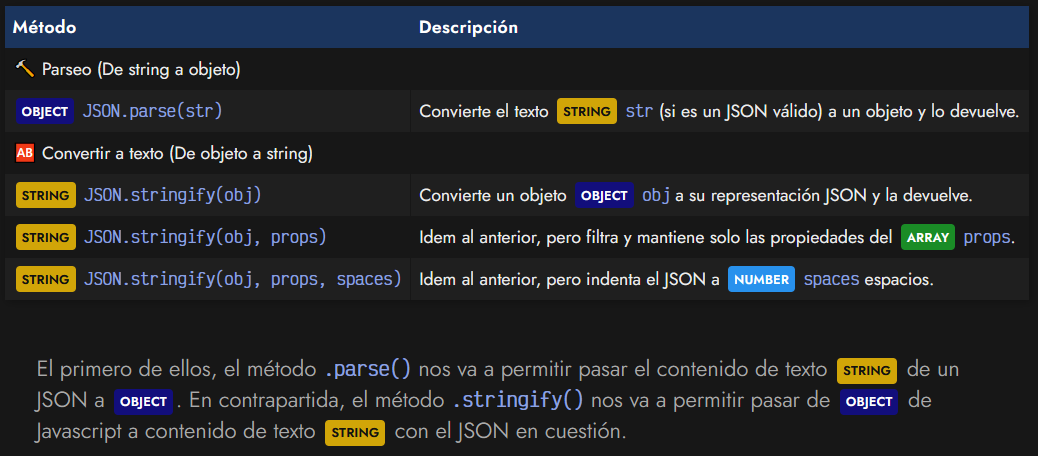 Método Descripción
Parseo (De string a objeto)
OBJECT JSON.parse(str) Convierte el texto STRING str (si es un JSON válido) a un objeto y lo devuelve.
AB Convertir a texto (De objeto a string)
STRING JSON.stringify(obj) Convierte un objeto OBJECT obj a su representación JSON y la devuelve.
STRING JSON.stringify(obj, props) Idem al anterior, pero filtra y mantiene solo las propiedades del ARRAY props.
STRING JSON.stringify(obj, props, spaces) Idem al anterior, pero indenta el JSON a NUMBER spaces espacios.
El primero de ellos, el método .parse() nos va a permitir pasar el contenido de texto STRING de un
JSON a OBJECT. En contrapartida, el método .stringify() nos va a permitir pasar de OBJECT de
Javascript a contenido de texto STRING con el JSON en cuestión.